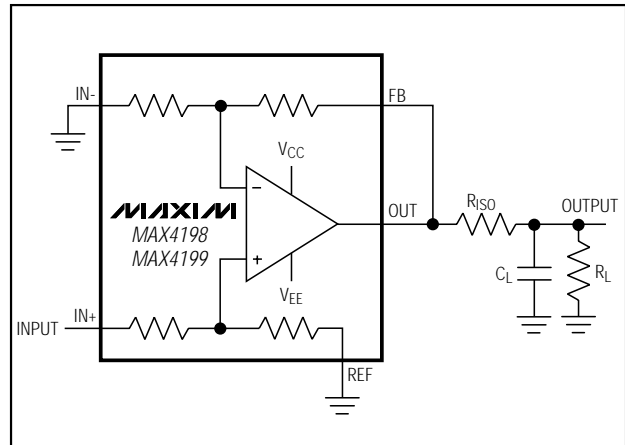 IN-
FB
VCC
MAXIM
MAX4198
MAX4199
OUT
RISO
OUTPUT
CL
RL
VEE
IN+
INPUT
REF
−
+